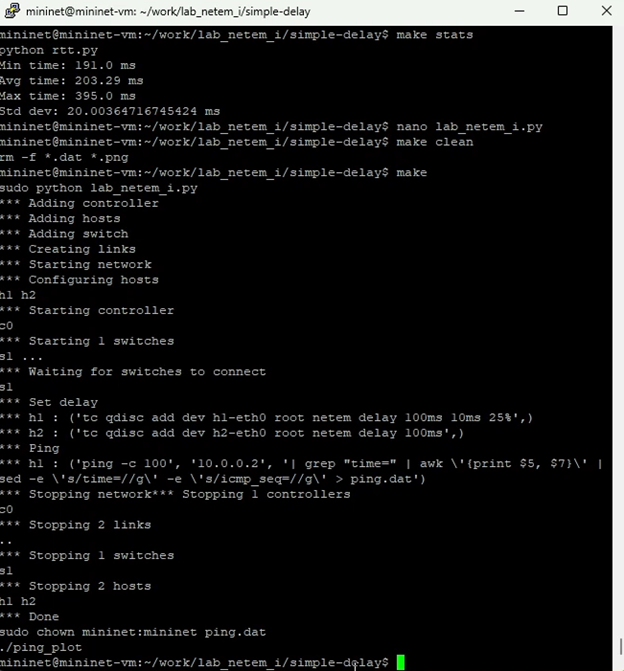 mininet@mininet-vm: ~/work/lab_netem_i/simple-delay
mininet@mininet-vm:~/work/lab_netem_i/simple-delay$ make stats
python rtt.py
Min time: 191.0 ms
Avg time: 203.29 ms
Max time: 395.0 ms
Std dev: 20.00364716745424 ms
mininet@mininet-vm:~/work/lab_netem_i/simple-delay$ nano lab_netem_i.py
mininet@mininet-vm:~/work/lab_netem_i/simple-delay$ make clean
rm -f *.dat *.png
mininet@mininet-vm:~/work/lab_netem_i/simple-delay$ make
sudo python lab_netem_i.py
*** Adding controller
*** Adding hosts
*** Adding switch
*** Creating links
*** Starting network
*** Configuring hosts
h1 h2
*** Starting controller
c0
*** Starting 1 switches
s1 ...
*** Waiting for switches to connect
s1
*** Set delay
*** h1 : ('tc qdisc add dev h1-eth0 root netem delay 100ms 10ms 25%',)
*** h2 : ('tc qdisc add dev h2-eth0 root netem delay 100ms',)
*** Ping
*** h1 : ('ping -c 100', '10.0.0.2', '| grep "time=" | awk \'{print $5, $7}\' |
sed -e \'s/time=//g\' -e \'s/icmp_seq=//g\' > ping.dat')
*** Stopping network*** Stopping 1 controllers
c0
*** Stopping 2 links
..
*** Stopping 1 switches
s1
*** Stopping 2 hosts
h1 h2
*** Done
sudo chown mininet:mininet ping.dat
./ping_plot
mininet@mininet-vm:~/work/lab_netem_i/simple-delay$